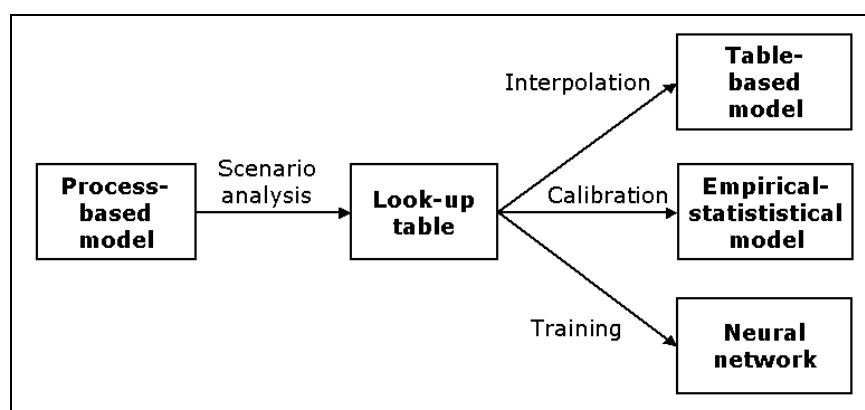 Process-
based
model
Scenario
analysis
Look-up
table
Interpolation
Table-
based
model
Calibration
Empirical-
statististical
model
Training
Neural
network